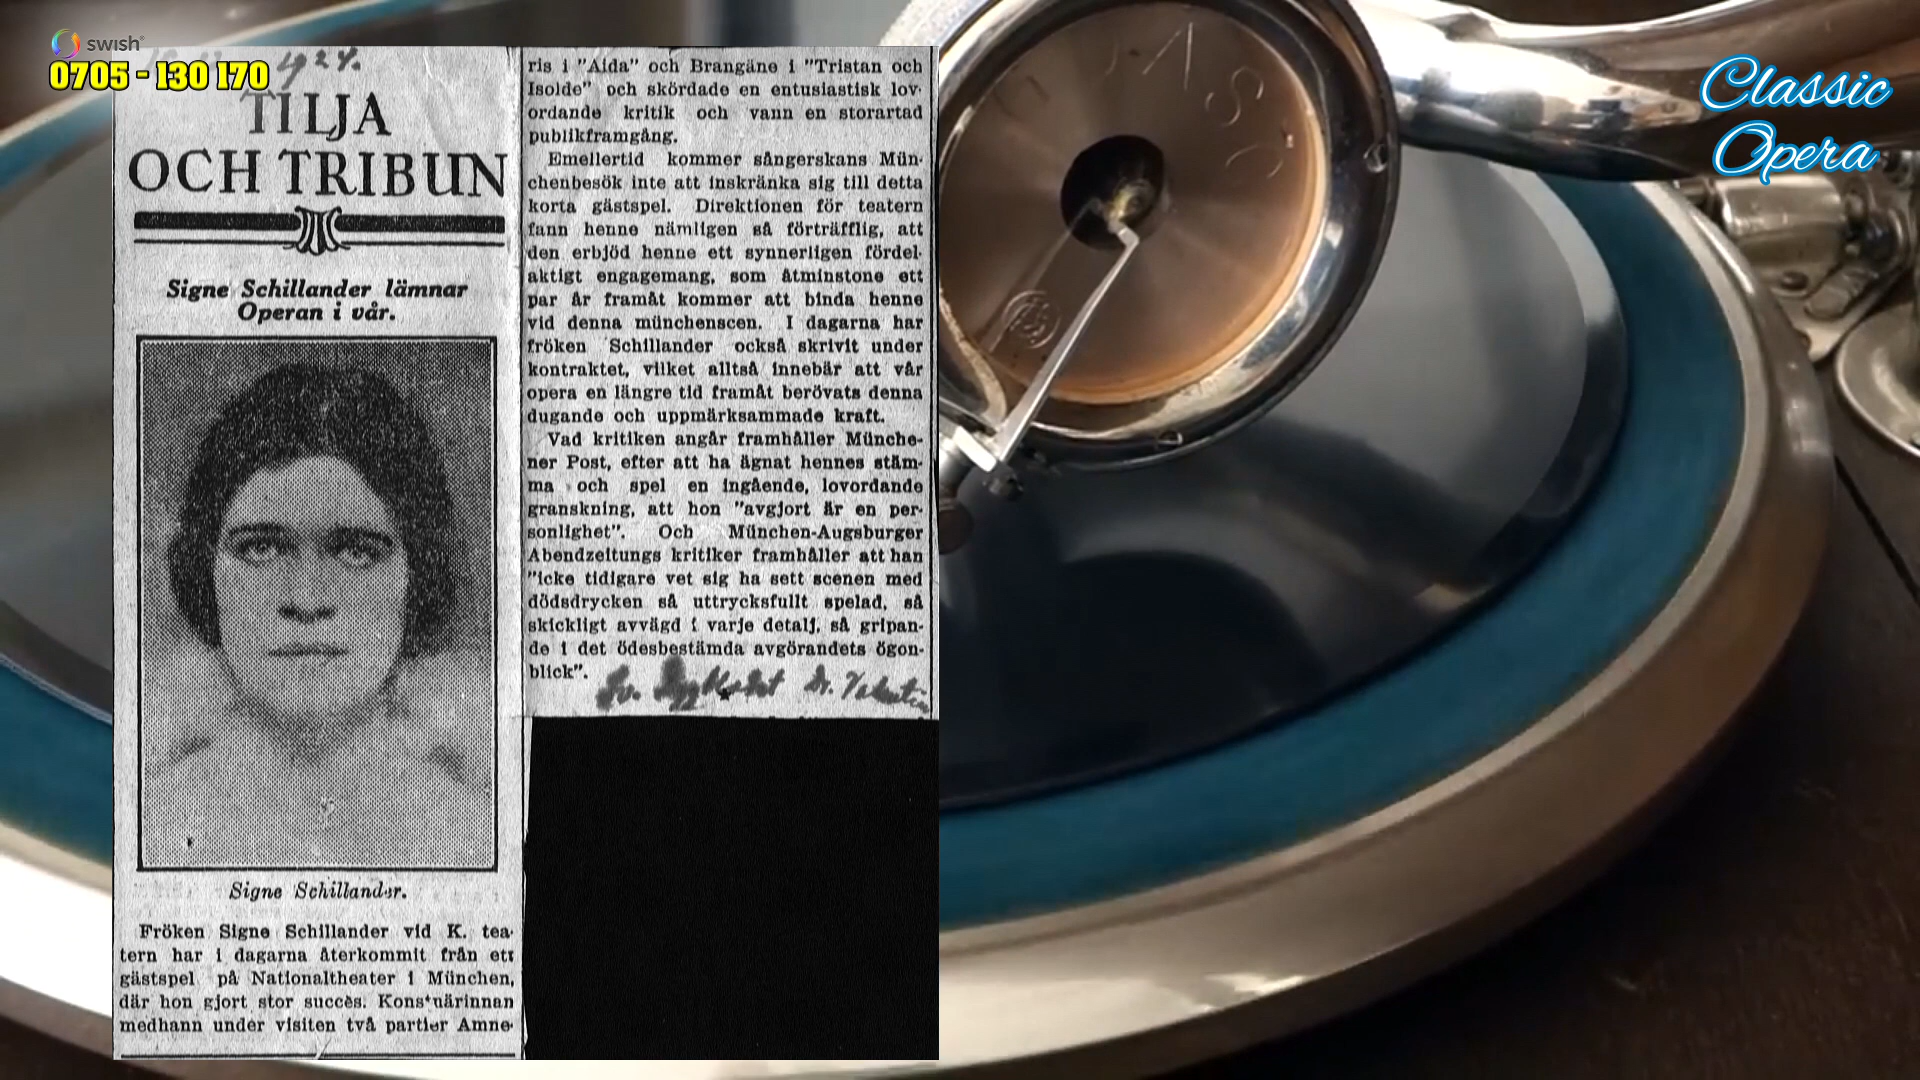 swish
0705 - 130 170
Classic
Opera
1924.
TILJA
OCH TRIBUN
Signe Schillander lämnar
Operan i vår.
Signe Schillander.
Fröken Signe Schillander vid K. tea-
tern har i dagarna återkommit från ett
gästspel på Nationaltheater i München,
där hon gjort stor succès. Konstnärinnan
medhann under visiten två partier Amne-
ris i "Aida" och Brangäne i "Tristan och
Isolde" och skördade en entusiastisk lov-
ordande kritik och vann en storartad
publikframgång.
Emellertid kommer sångerskans Mün-
chenbesök inte att inskränka sig till detta
korta gästspel. Direktionen för teatern
fann henne nämligen så förträfflig, att
den erbjöd henne ett synnerligen fördel-
aktigt engagemang, som åtminstone ett
par år framåt kommer att binda henne
vid denna münchenscen. I dagarna har
fröken Schillander också skrivit under
kontraktet, vilket alltså innebär att vår
opera en längre tid framåt berövats denna
dugande och uppmärksammade kraft.
Vad kritiken angår framhåller Münche-
ner Post, efter att ha ägnat hennes stäm-
ma och spel en ingående, lovordande
granskning, att hon "avgjort är en per-
sonlighet". Och München-Augsburger
Abendzeitungs kritiker framhåller att han
"icke tidigare vet sig ha sett scenen med
dödsdrycken så uttrycksfullt spelad, så
skickligt avvägd i varje detalj, så gripan-
de i det ödesbestämda avgörandets ögon-
blick".